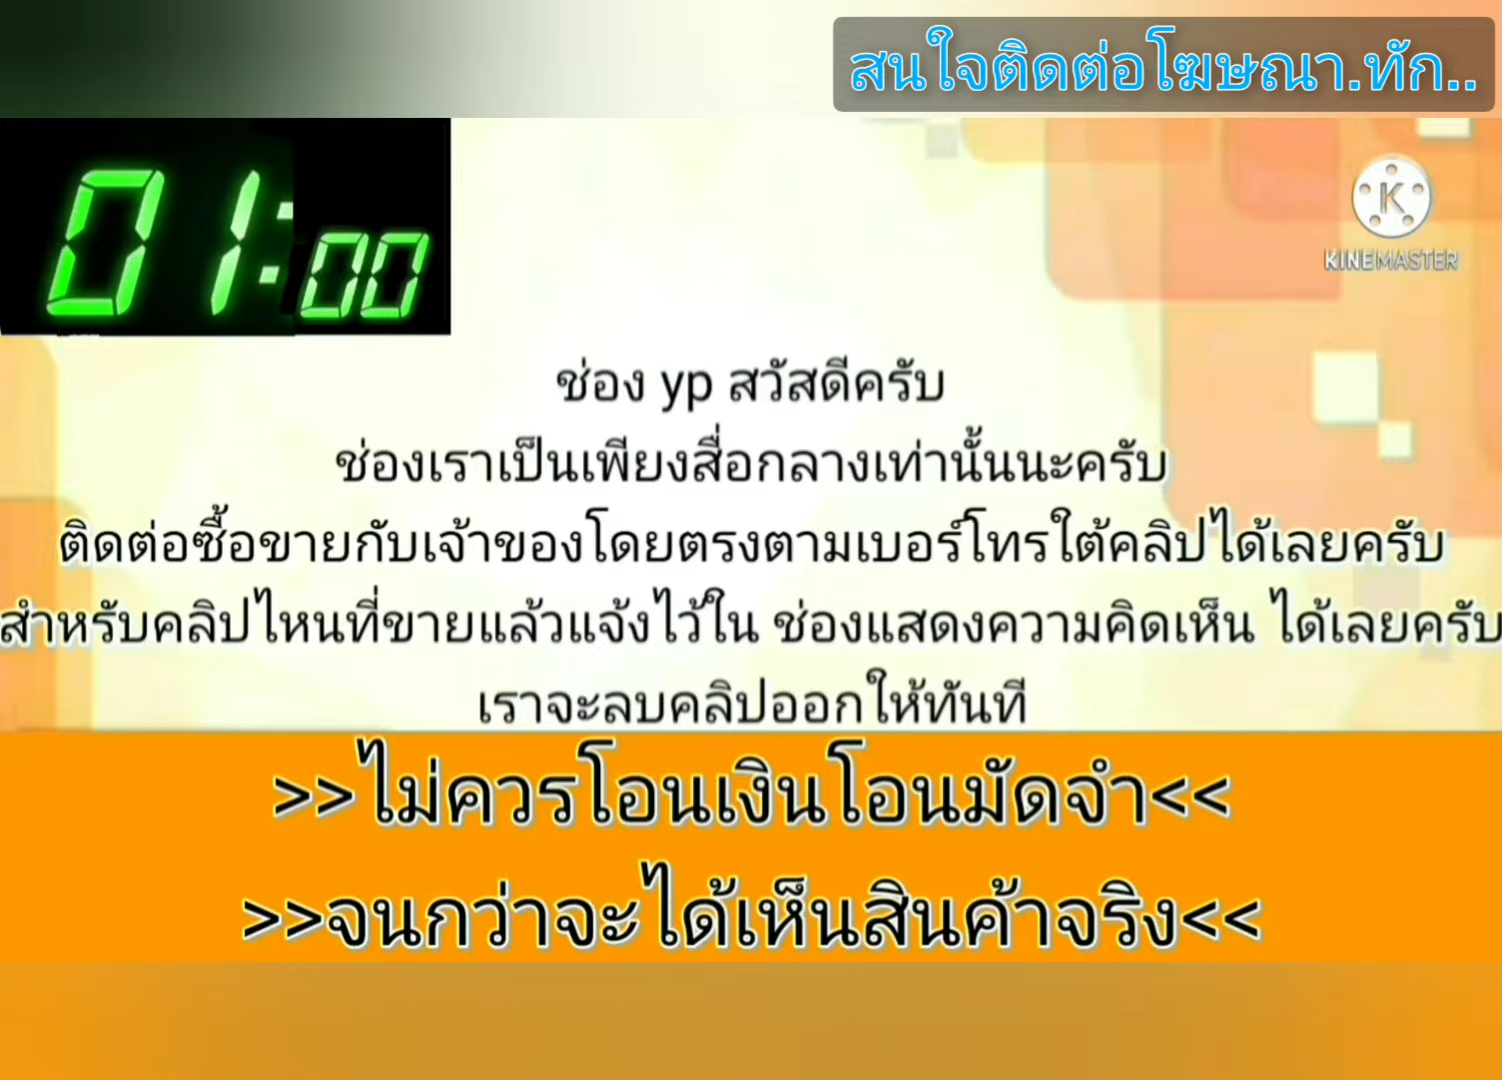 สนใจติดต่อโฆษณา.ทัก..
01:00
K
KINEMASTER
ช่อง yp สวัสดีครับ
ช่องเราเป็นเพียงสื่อกลางเท่านั้นนะครับ
ติดต่อซื้อขายกับเจ้าของโดยตรงตามเบอร์โทรใต้คลิปได้เลยครับ
สำหรับคลิปไหนที่ขายแล้วแจ้งไว้ใน ช่องแสดงความคิดเห็น ได้เลยครับ
เราจะลบคลิปออกให้ทันที
>>ไม่ควรโอนเงินโอนมัดจำ<<
>>จนกว่าจะได้เห็นสินค้าจริง<<